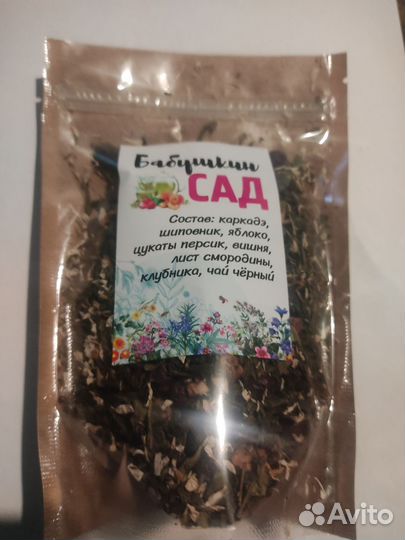 Бабушкин
САД
Состав: каркадэ,
шиповник, яблоко,
цукаты персик, вишня,
лист смородины,
клубника, чай чёрный
Avito